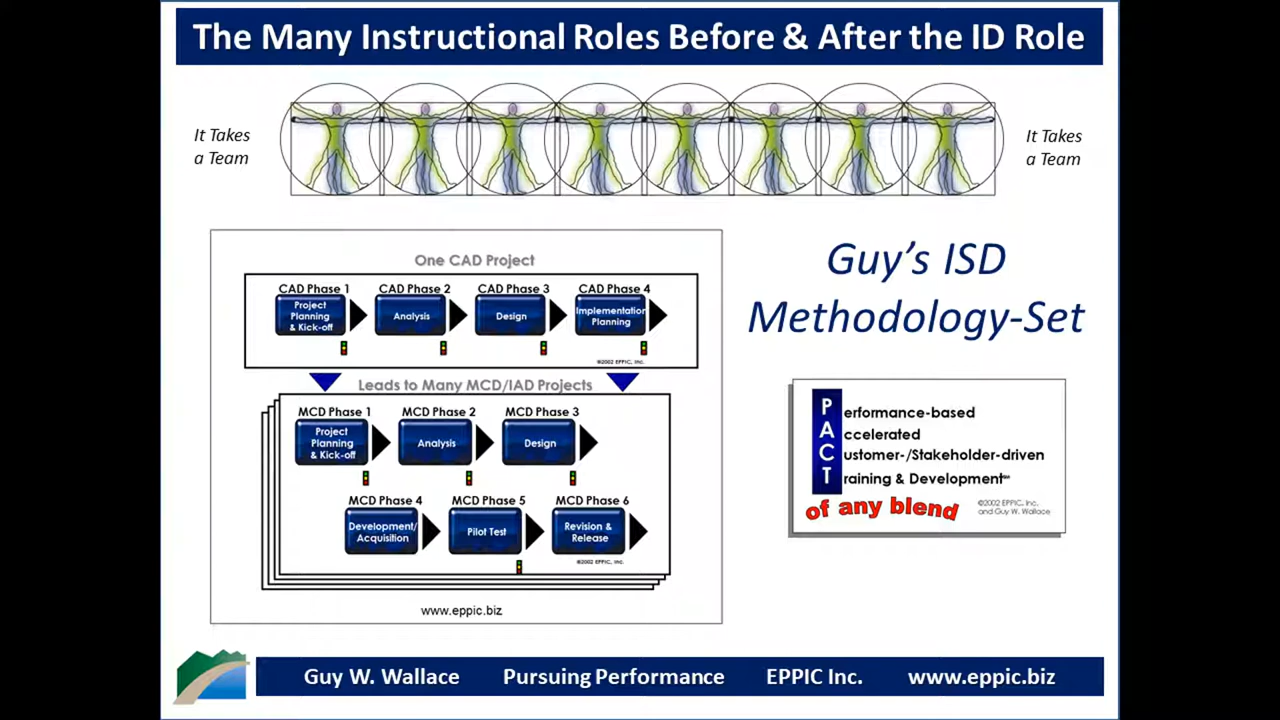 The Many Instructional Roles Before & After the ID Role
It Takes
a Team
It Takes
a Team
One CAD Project
CAD Phase 1 CAD Phase 2 CAD Phase 3 CAD Phase 4
Project
Planning
& Kick-off
Analysis
Design
Implementation
Planning
©2002 EPPIC, Inc.
Leads to Many MCD/IAD Projects
MCD Phase 1 MCD Phase 2 MCD Phase 3
Project
Planning
& Kick-off
Analysis
Design
MCD Phase 4 MCD Phase 5 MCD Phase 6
Development/
Acquisition
Pilot Test
Revision &
Release
©2002 EPPIC, Inc.
www.eppic.biz
Guy's ISD
Methodology-Set
Performance-based
Accelerated
Customer-/Stakeholder-driven
Training & Development℠
of any blend
©2002 EPPIC, Inc.
and Guy W. Wallace
Guy W. Wallace Pursuing Performance EPPIC Inc. www.eppic.biz